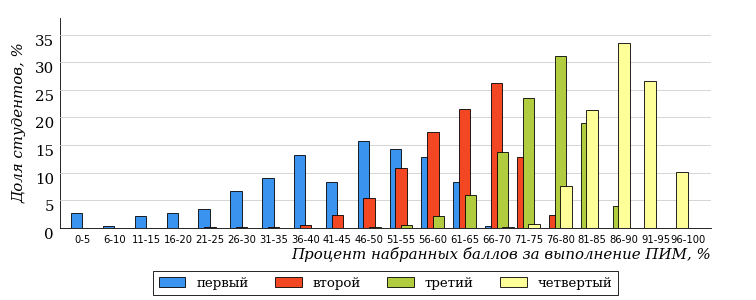 Доля студентов, %
35
30
25
20
15
10
5
0
0-5 6-10 11-15 16-20 21-25 26-30 31-35 36-40 41-45 46-50 51-55 56-60 61-65 66-70 71-75 76-80 81-85 86-90 91-95 96-100
Процент набранных баллов за выполнение ПИМ, %
первый второй третий четвертый